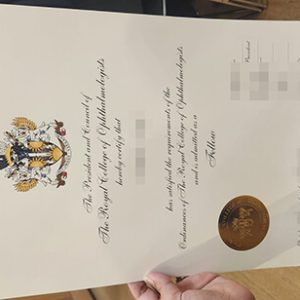 The President and Council of
The Royal College of Ophthalmologists
hereby certify that
has satisfied the requirements of the
Ordinances of The Royal College of Ophthalmologists
and is admitted as a
Fellow
President